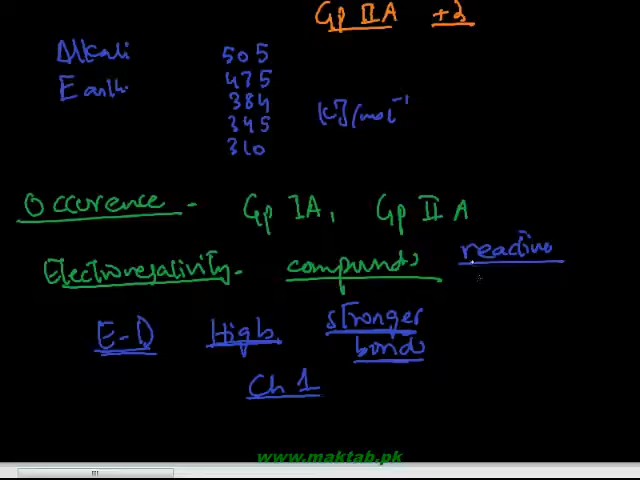 Gp IIA +2
Alkali 505
Earth 475
384
345 KJ/mol⁻¹
310
Occurence - Gp IA, Gp II A
Electronegativity - compounds reactive
E-D High stronger
bonds
Ch 1
www.maktab.pk